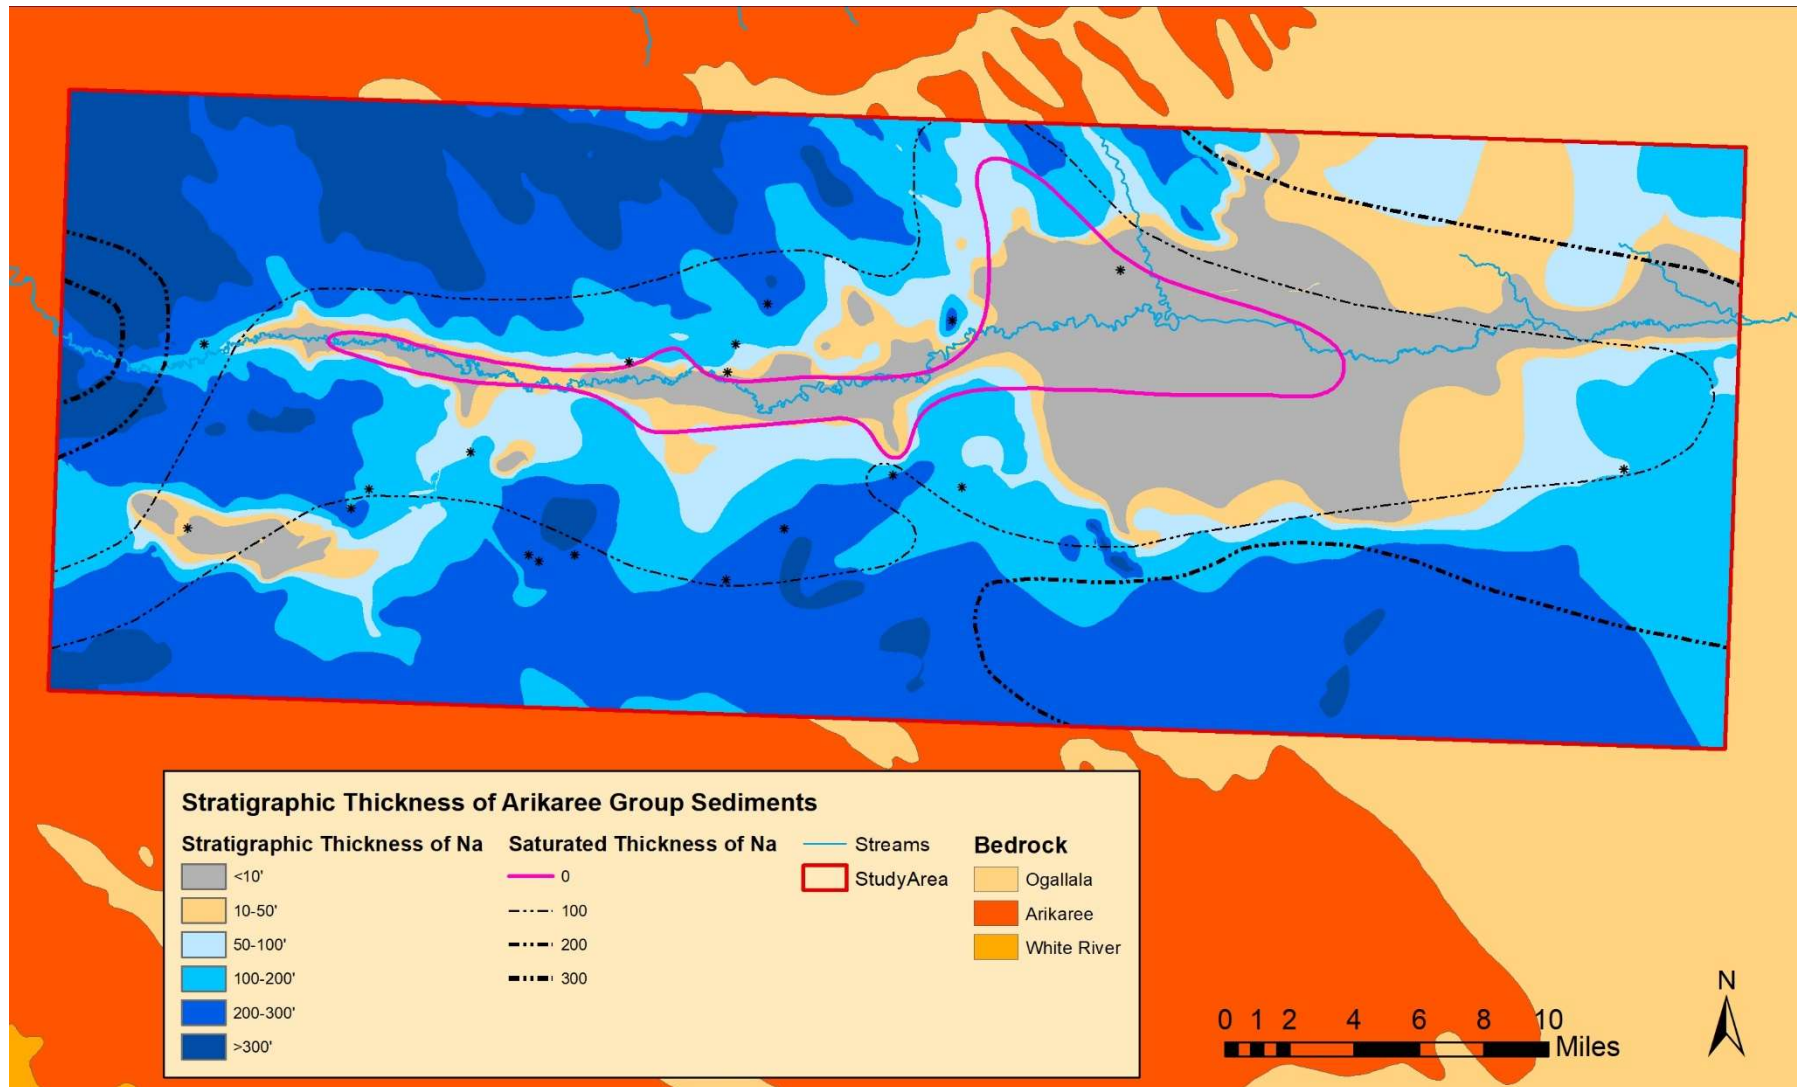 Stratigraphic Thickness of Arikaree Group Sediments
Stratigraphic Thickness of Na
<10'
10-50'
50-100'
100-200'
200-300'
>300'
Saturated Thickness of Na
0
100
200
300
Streams
StudyArea
Bedrock
Ogallala
Arikaree
White River
0 1 2 4 6 8 10
Miles
N